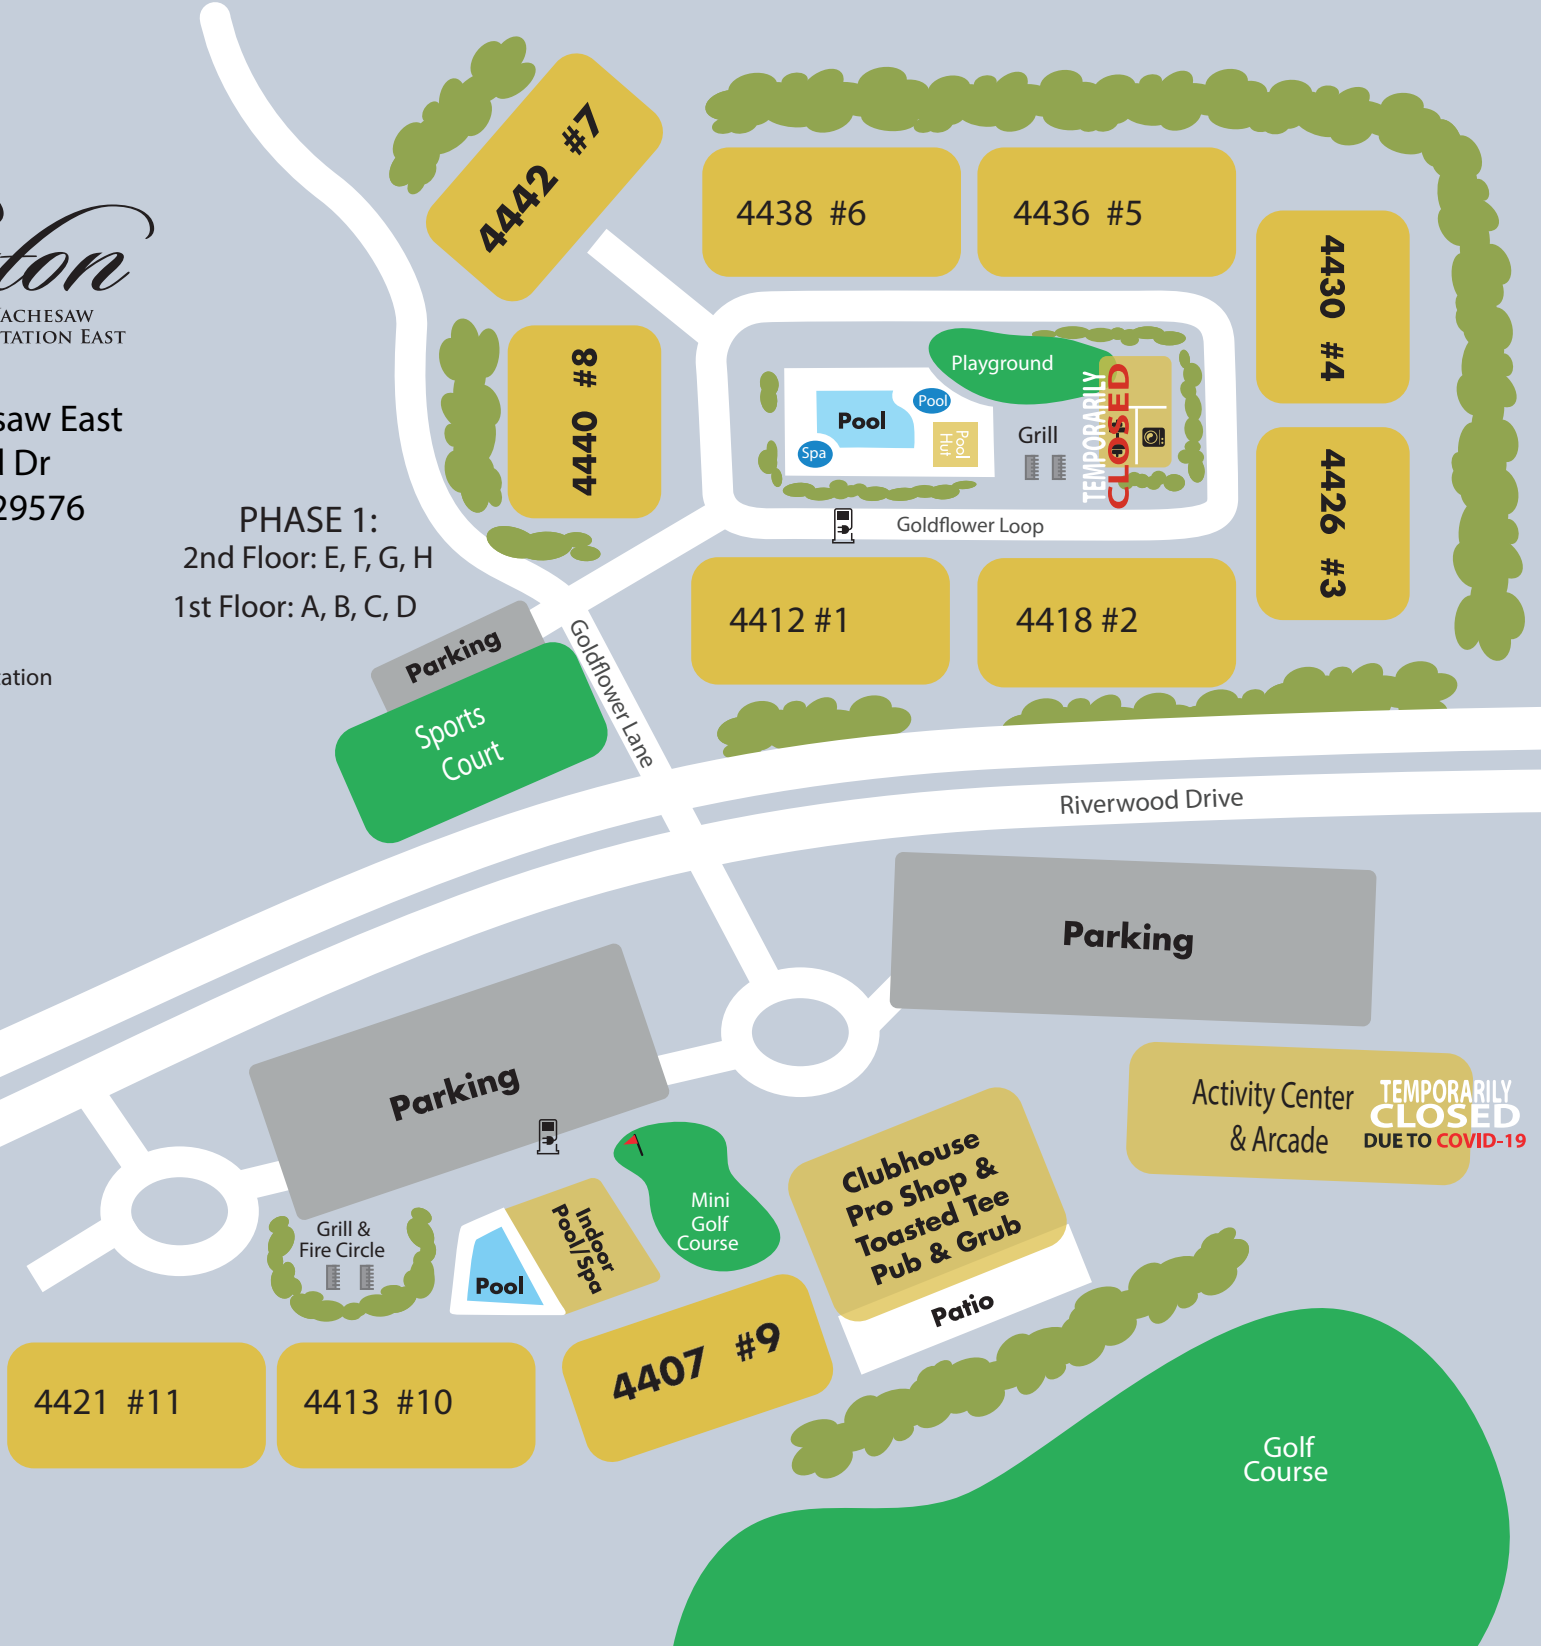 4442 #7
4438 #6
4436 #5
4430 #4
ton
ACHESAW
TATION EAST
4440 #8
Playground
Pool
Pool
Spa
Pool
Hut
Grill
TEMPORARILY
CLOSED
saw East
Dr
29576
4426 #3
PHASE 1:
2nd Floor: E, F, G, H
1st Floor: A, B, C, D
Goldflower Loop
4412 #1
4418 #2
Parking
Sports
Court
Goldflower Lane
ation
Riverwood Drive
Parking
Parking
Activity Center
& Arcade
TEMPORARILY
CLOSED
DUE TO COVID-19
Clubhouse
Pro Shop &
Toasted Tee
Pub & Grub
Patio
Mini
Golf
Course
Grill &
Fire Circle
Indoor
Pool/Spa
Pool
4407 #9
4421 #11
4413 #10
Golf
Course